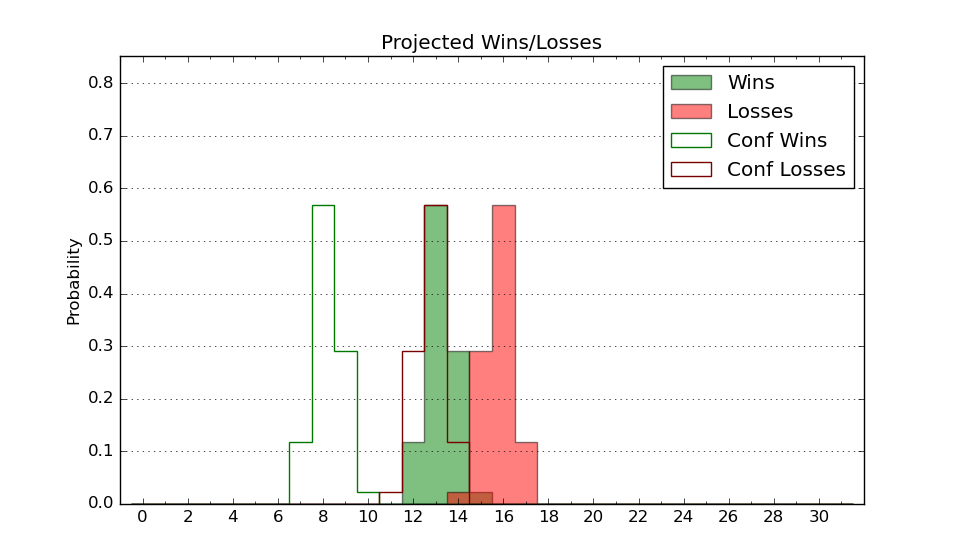 Projected Wins/Losses
Wins
Losses
Conf Wins
Conf Losses
Probability
0.8
0.7
0.6
0.5
0.4
0.3
0.2
0.1
0.0
0 2 4 6 8 10 12 14 16 18 20 22 24 26 28 30